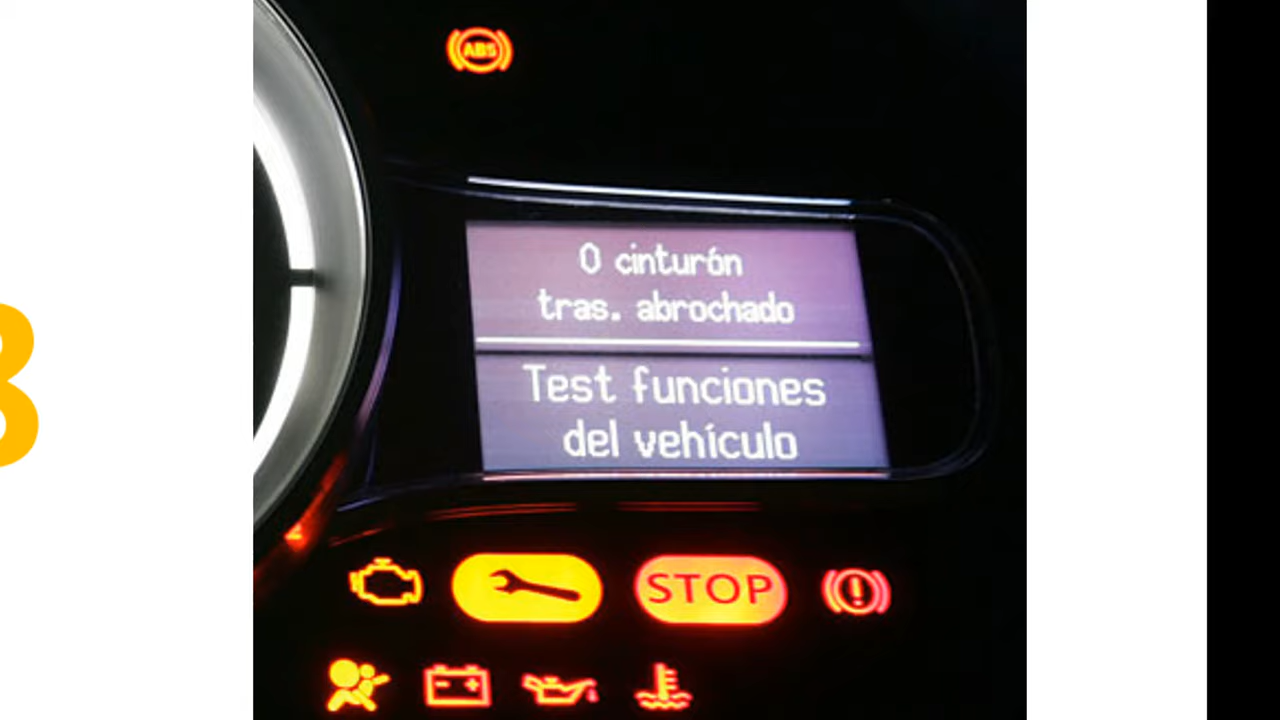 ABS
0 cinturón
tras. abrochado
Test funciones
del vehículo
STOP